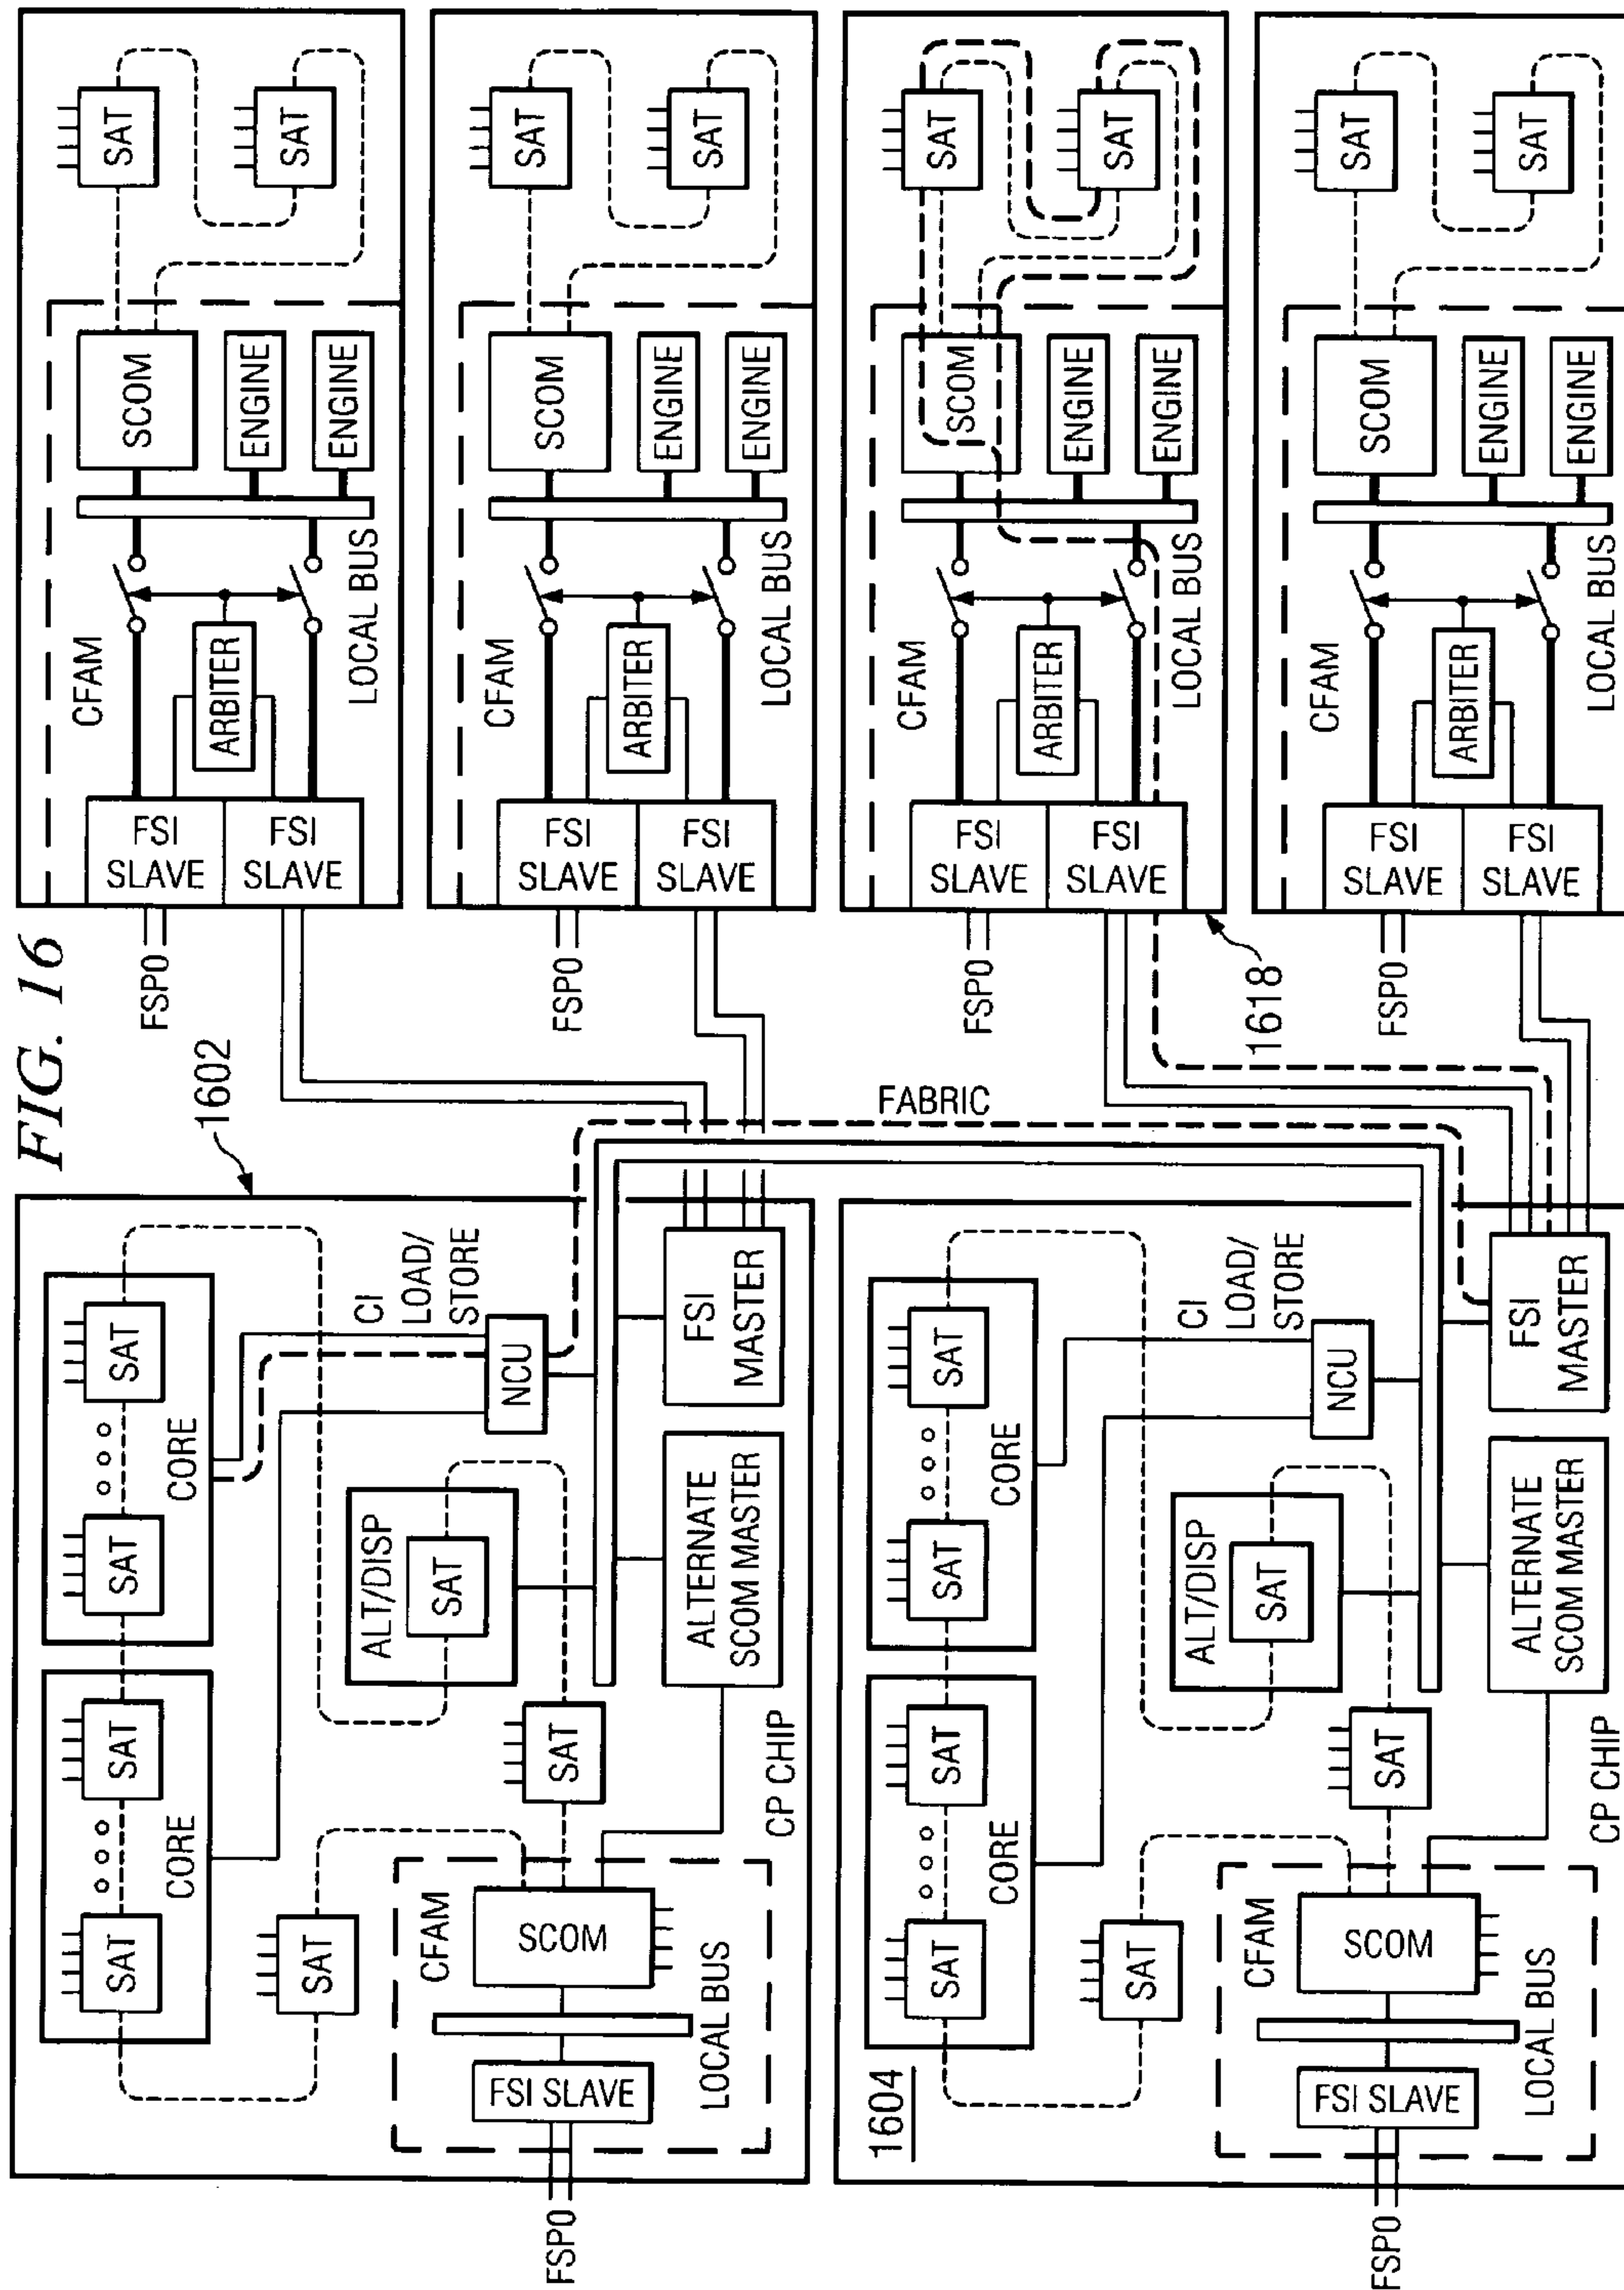 FIG. 16
1602
SAT
SAT
CORE
SAT
SAT
CORE
SAT
CI LOAD/
STORE
NCU
ALT/DISP
SAT
SAT
FSI
MASTER
ALTERNATE
SCOM MASTER
CFAM
SCOM
LOCAL BUS
FSI SLAVE
FSP0
CP CHIP
FABRIC
1604
SAT
SAT
CORE
SAT
SAT
CORE
SAT
CI LOAD/
STORE
NCU
ALT/DISP
SAT
SAT
FSI
MASTER
ALTERNATE
SCOM MASTER
CFAM
SCOM
LOCAL BUS
FSI SLAVE
FSP0
CP CHIP
FSP0
FSI
SLAVE
FSI
SLAVE
CFAM
ARBITER
LOCAL BUS
SCOM
ENGINE
ENGINE
SAT
SAT
FSP0
FSI
SLAVE
FSI
SLAVE
CFAM
ARBITER
LOCAL BUS
SCOM
ENGINE
ENGINE
SAT
SAT
FSP0
1618
FSI
SLAVE
FSI
SLAVE
CFAM
ARBITER
LOCAL BUS
SCOM
ENGINE
ENGINE
SAT
SAT
FSP0
FSI
SLAVE
FSI
SLAVE
CFAM
ARBITER
LOCAL BUS
SCOM
ENGINE
ENGINE
SAT
SAT